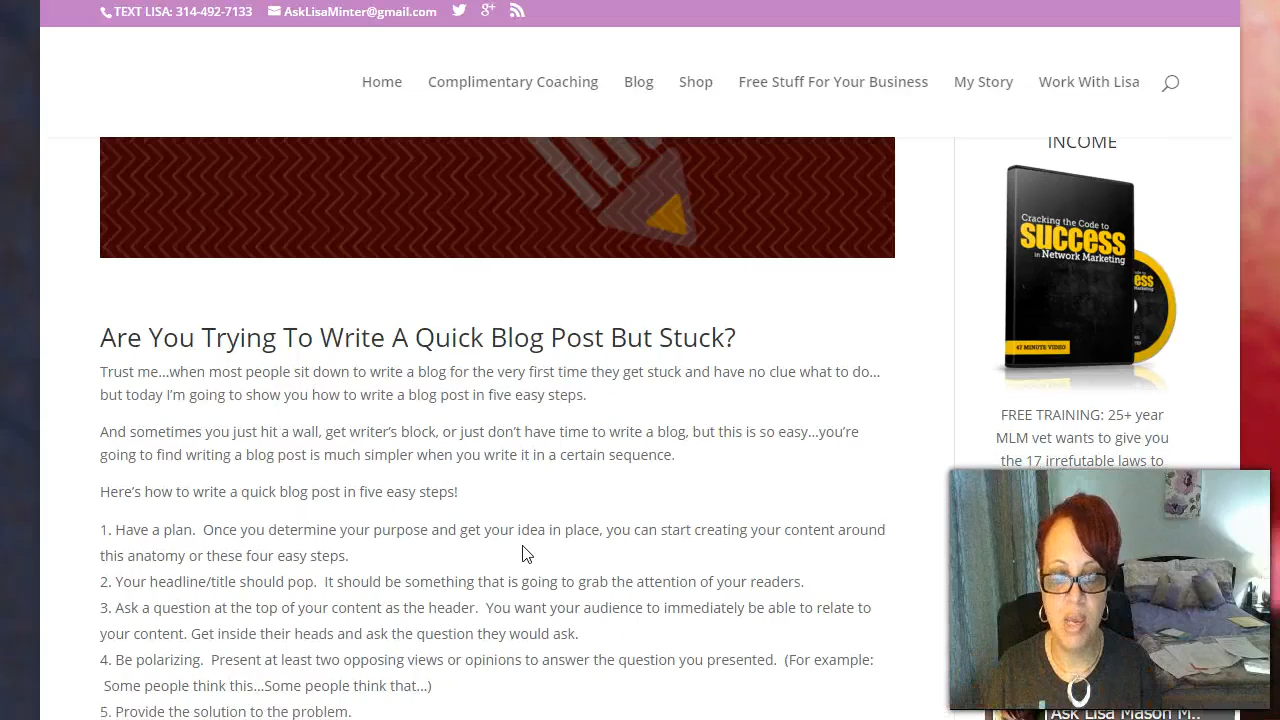 TEXT LISA: 314-492-7133 AskLisaMinter@gmail.com
Home Complimentary Coaching Blog Shop Free Stuff For Your Business My Story Work With Lisa
INCOME
Cracking the Code to
success
in Network Marketing
ess
47 MINUTE VIDEO
Are You Trying To Write A Quick Blog Post But Stuck?
Trust me…when most people sit down to write a blog for the very first time they get stuck and have no clue what to do…
but today I’m going to show you how to write a blog post in five easy steps.
And sometimes you just hit a wall, get writer’s block, or just don’t have time to write a blog, but this is so easy…you’re
going to find writing a blog post is much simpler when you write it in a certain sequence.
Here’s how to write a quick blog post in five easy steps!
1. Have a plan.  Once you determine your purpose and get your idea in place, you can start creating your content around
this anatomy or these four easy steps.
2. Your headline/title should pop.  It should be something that is going to grab the attention of your readers.
3. Ask a question at the top of your content as the header.  You want your audience to immediately be able to relate to
your content. Get inside their heads and ask the question they would ask.
4. Be polarizing.  Present at least two opposing views or opinions to answer the question you presented.  (For example:
Some people think this…Some people think that…)
5. Provide the solution to the problem.
FREE TRAINING: 25+ year
MLM vet wants to give you
the 17 irrefutable laws to
Ask Lisa Mason M..